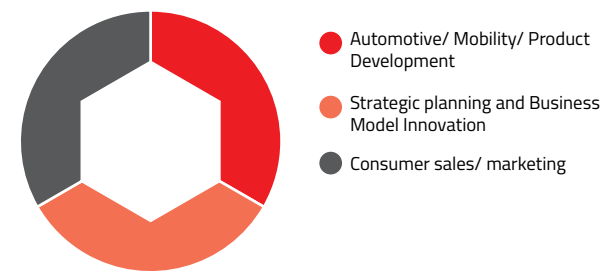 Automotive/ Mobility/ Product
Development
Strategic planning and Business
Model Innovation
Consumer sales/ marketing